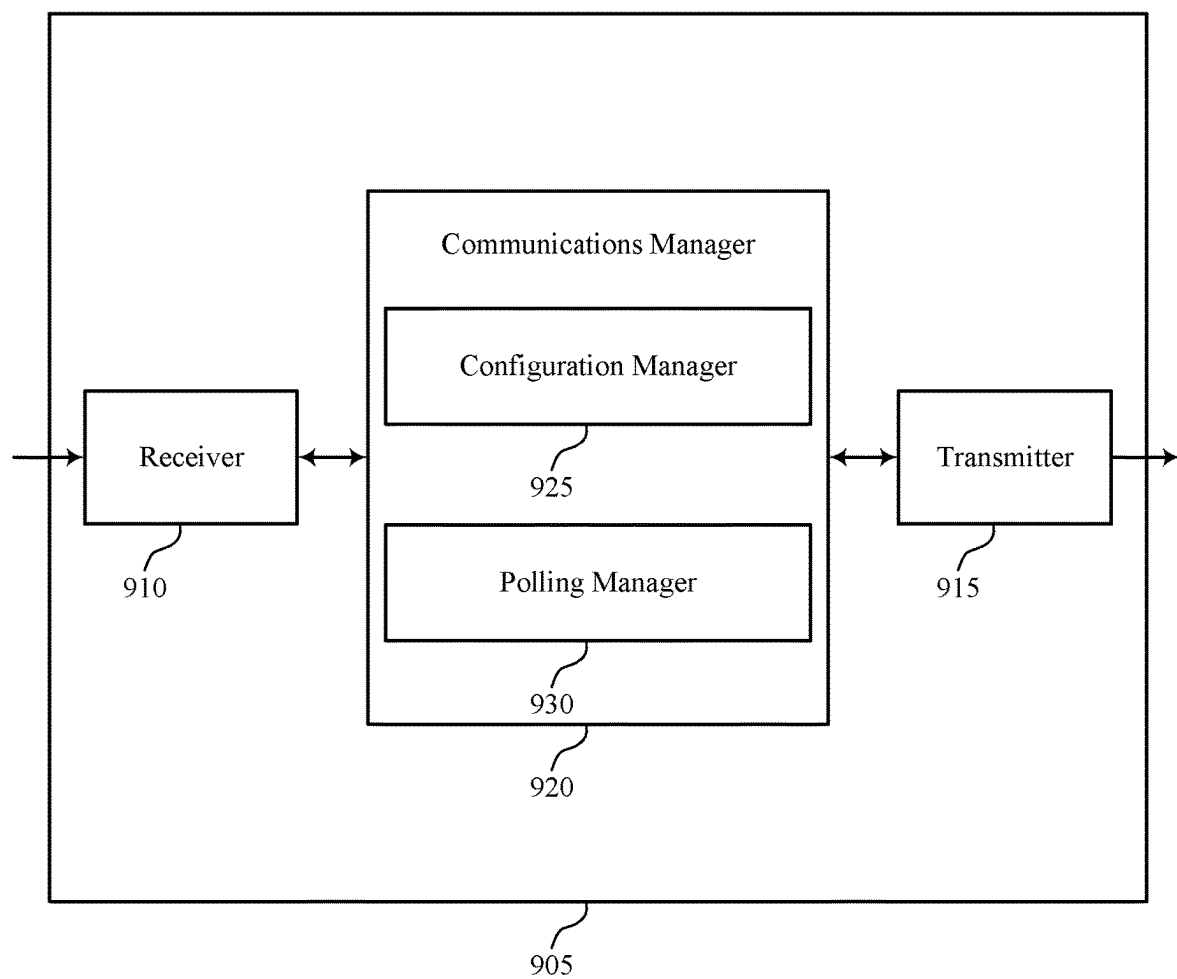 Communications Manager
Configuration Manager
925
Receiver
910
Transmitter
915
Polling Manager
930
920
905